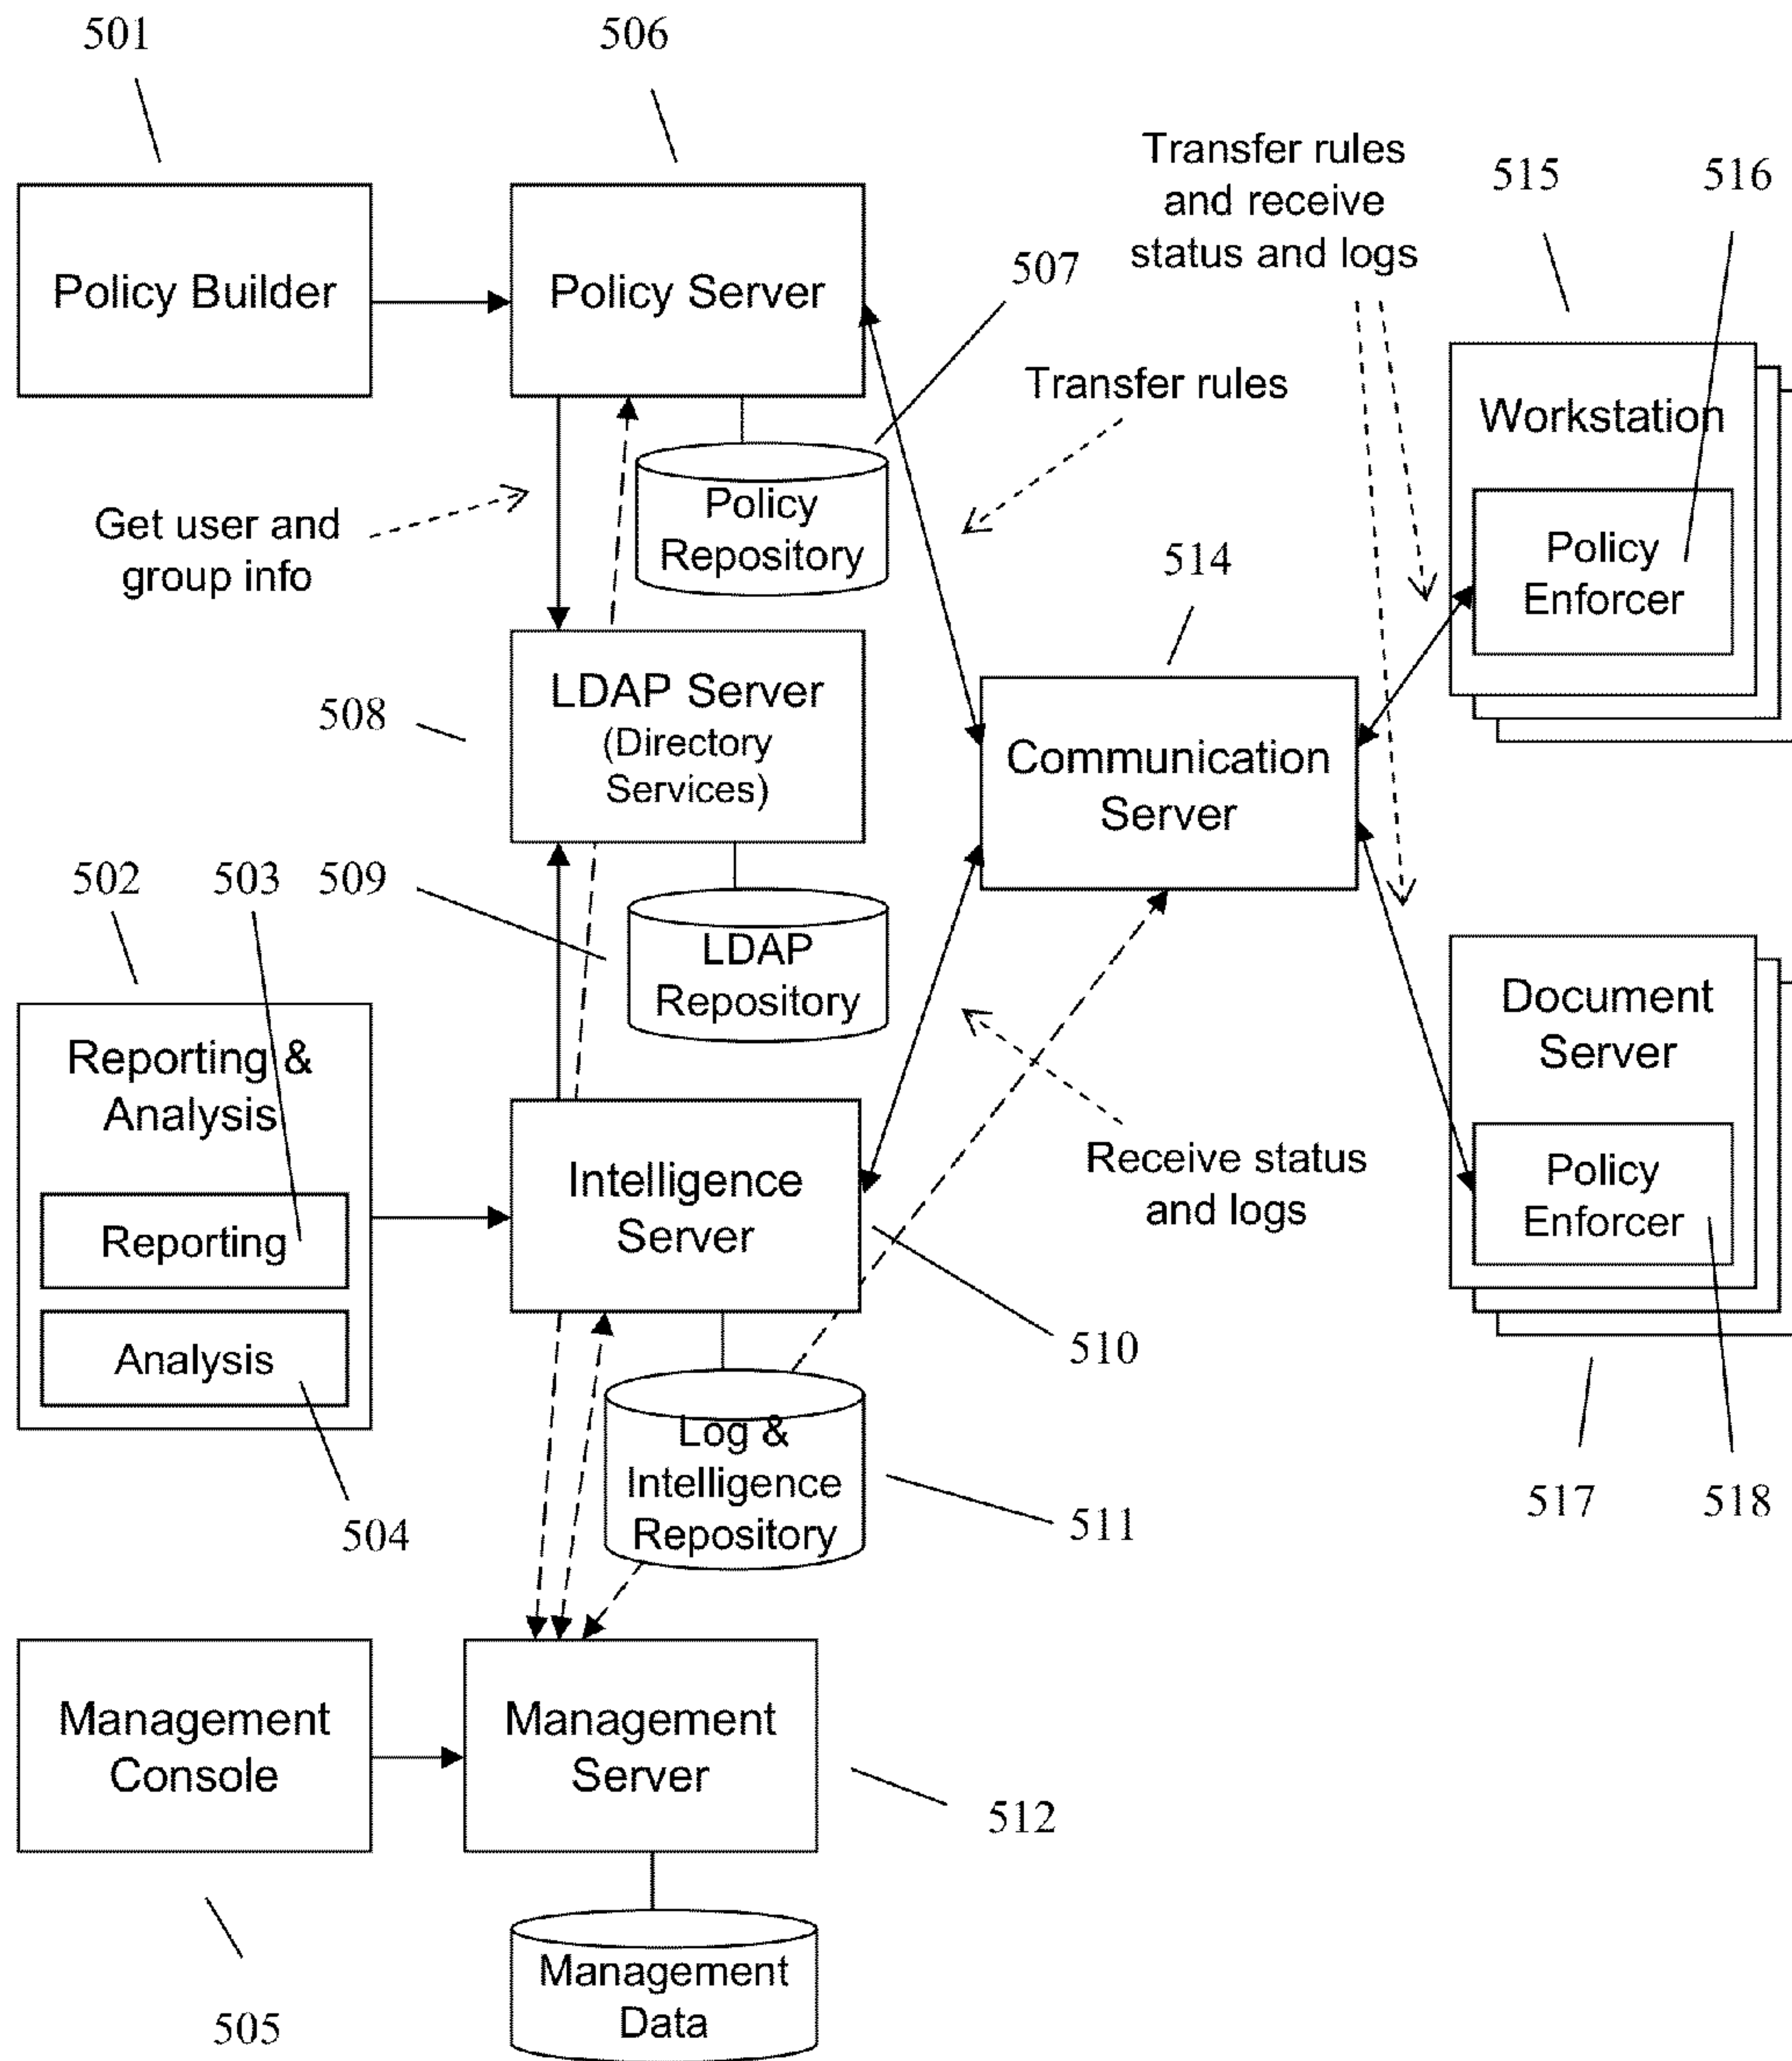 501
506
Transfer rules
and receive
status and logs
515
516
Policy Builder
Policy Server
507
Transfer rules
Workstation
Get user and
group info
Policy
Repository
514
Policy
Enforcer
508
LDAP Server
(Directory
Services)
Communication
Server
502
503
509
LDAP
Repository
Document
Server
Reporting &
Analysis
Intelligence
Server
Receive status
and logs
Policy
Enforcer
Reporting
Analysis
510
504
Log &
Intelligence
Repository
511
517
518
Management
Console
Management
Server
512
505
Management
Data